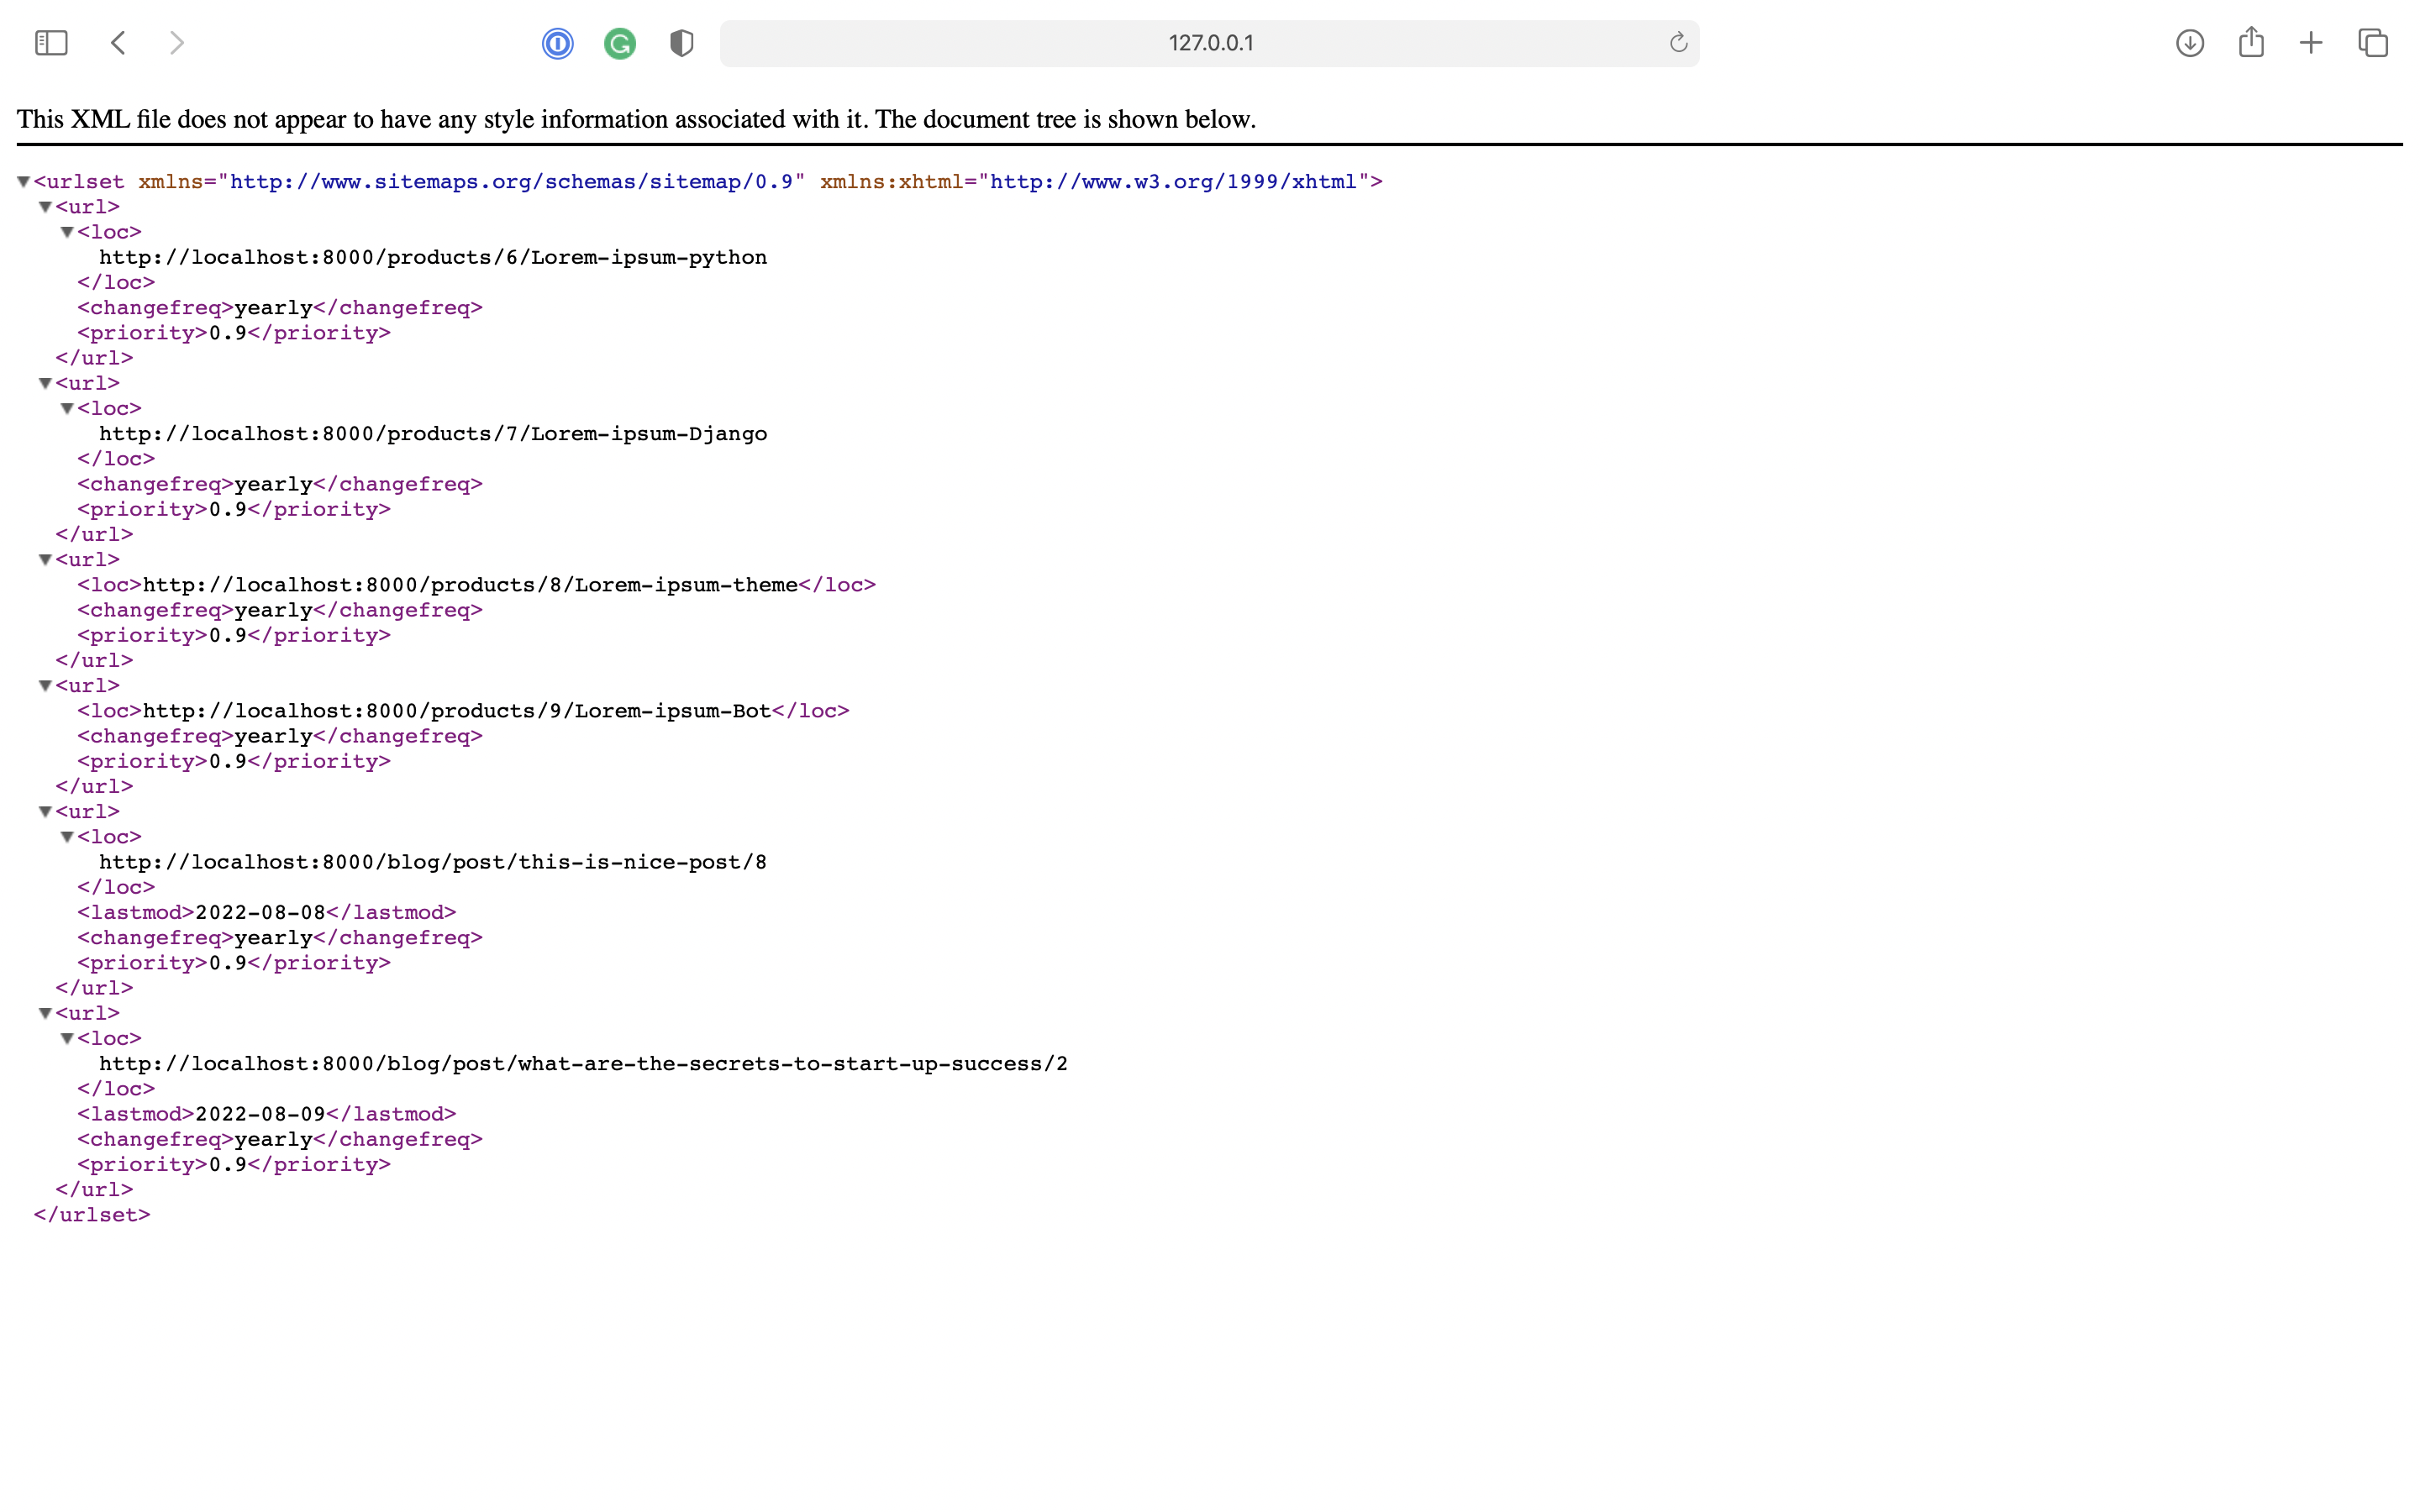 127.0.0.1
This XML file does not appear to have any style information associated with it. The document tree is shown below.
<urlset xmlns="http://www.sitemaps.org/schemas/sitemap/0.9" xmlns:xhtml="http://www.w3.org/1999/xhtml">
<url>
<loc>
http://localhost:8000/products/6/Lorem-ipsum-python
</loc>
<changefreq>yearly</changefreq>
<priority>0.9</priority>
</url>
<url>
<loc>
http://localhost:8000/products/7/Lorem-ipsum-Django
</loc>
<changefreq>yearly</changefreq>
<priority>0.9</priority>
</url>
<url>
<loc>http://localhost:8000/products/8/Lorem-ipsum-theme</loc>
<changefreq>yearly</changefreq>
<priority>0.9</priority>
</url>
<url>
<loc>http://localhost:8000/products/9/Lorem-ipsum-Bot</loc>
<changefreq>yearly</changefreq>
<priority>0.9</priority>
</url>
<url>
<loc>
http://localhost:8000/blog/post/this-is-nice-post/8
</loc>
<lastmod>2022-08-08</lastmod>
<changefreq>yearly</changefreq>
<priority>0.9</priority>
</url>
<url>
<loc>
http://localhost:8000/blog/post/what-are-the-secrets-to-start-up-success/2
</loc>
<lastmod>2022-08-09</lastmod>
<changefreq>yearly</changefreq>
<priority>0.9</priority>
</url>
</urlset>